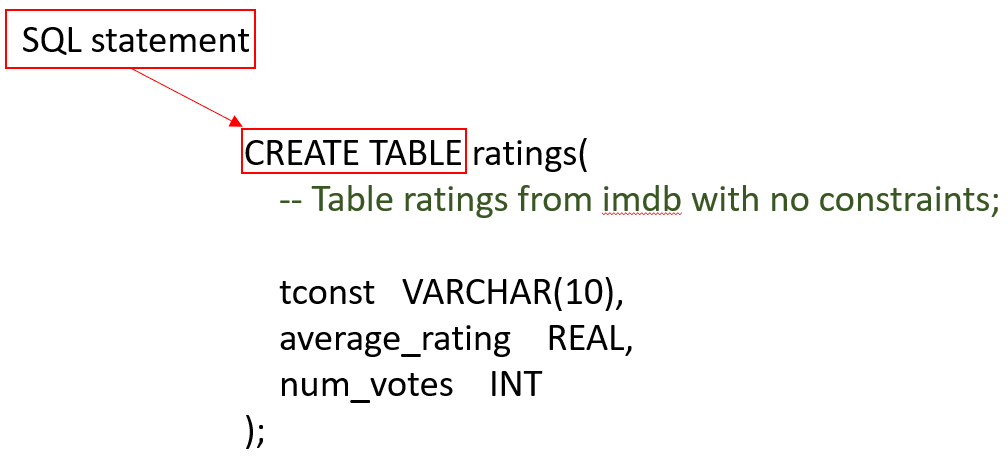 SQL statement
CREATE TABLE ratings(
-- Table ratings from imdb with no constraints;
tconst VARCHAR(10),
average_rating REAL,
num_votes INT
);